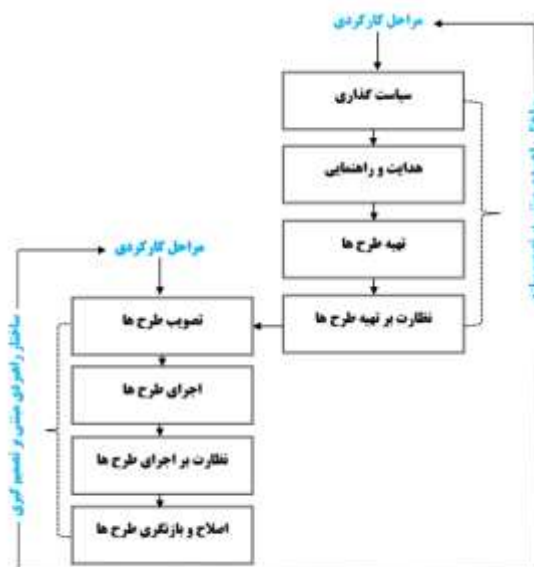 مراحل کارکردی
سیاست گذاری
هدایت و راهنمایی
تهیه طرح ها
نظارت بر تهیه طرح ها
مراحل کارکردی
تصویب طرح ها
اجرای طرح ها
نظارت بر اجرای طرح ها
اصلاح و بازنگری طرح ها
ساختار راهبردی مبتنی بر تصمیم گیری